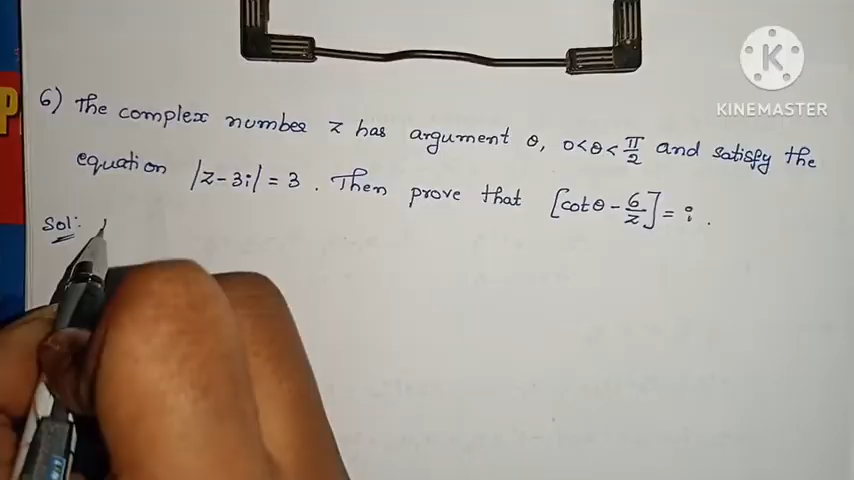 K
KINEMASTER
P
6) The complex number z has argument θ, 0<θ<π/2 and satisfy the
equation |z-3i| = 3 . Then prove that [cotθ - 6/z] = i .
Sol: